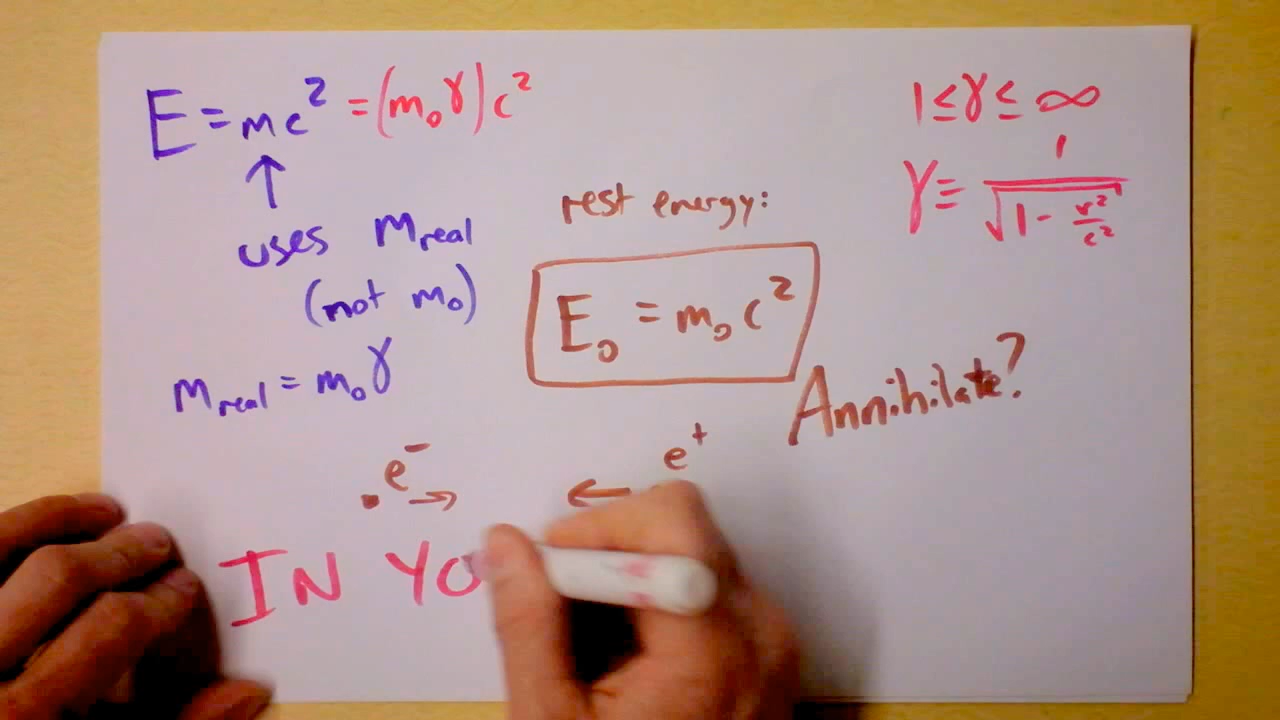 E = mc² = (m₀γ)c²
↑
uses m_real
(not m₀)
m_real = m₀γ
rest energy:
E₀ = m₀c²
1 ≤ γ ≤ ∞
γ ≡ 1/√(1 - v²/c²)
Annihilate?
e⁻ →
← e⁺
IN YO